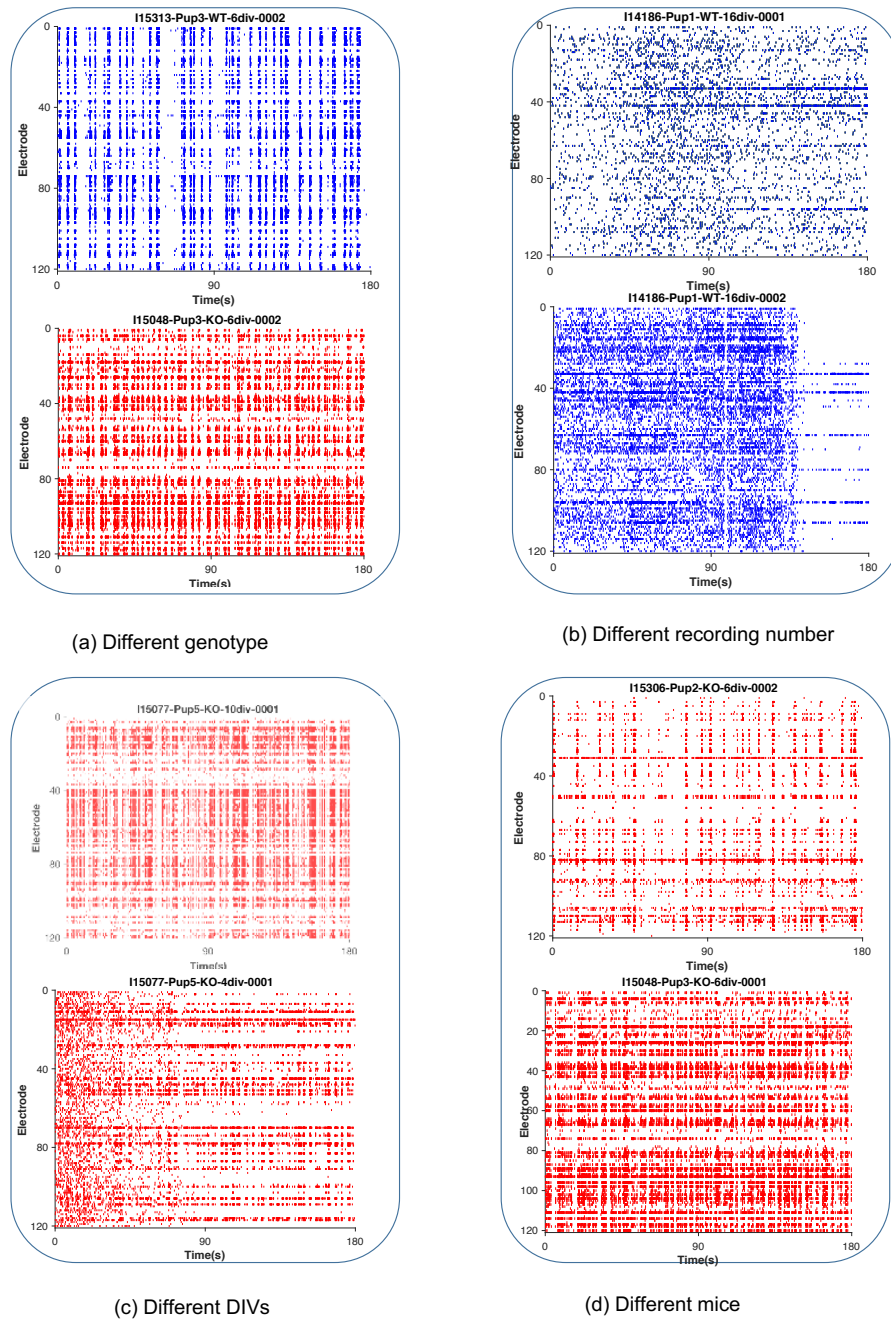 I15313-Pup3-WT-6div-0002
0
40
80
120
Electrode
0 90 180
Time(s)
I15048-Pup3-KO-6div-0002
0
40
80
120
Electrode
0 90 180
Time(s)
(a) Different genotype
I14186-Pup1-WT-16div-0001
0
40
80
120
Electrode
0 90 180
Time(s)
I14186-Pup1-WT-16div-0002
0
40
80
120
Electrode
0 90 180
Time(s)
(b) Different recording number
I15077-Pup5-KO-10div-0001
0
40
80
120
Electrode
0 90 180
Time(s)
I15077-Pup5-KO-4div-0001
0
40
80
120
Electrode
0 90 180
Time(s)
(c) Different DIVs
I15306-Pup2-KO-6div-0002
0
40
80
120
Electrode
0 90 180
Time(s)
I15048-Pup3-KO-6div-0001
0
20
40
60
80
100
120
Electrode
0 90 180
Time(s)
(d) Different mice